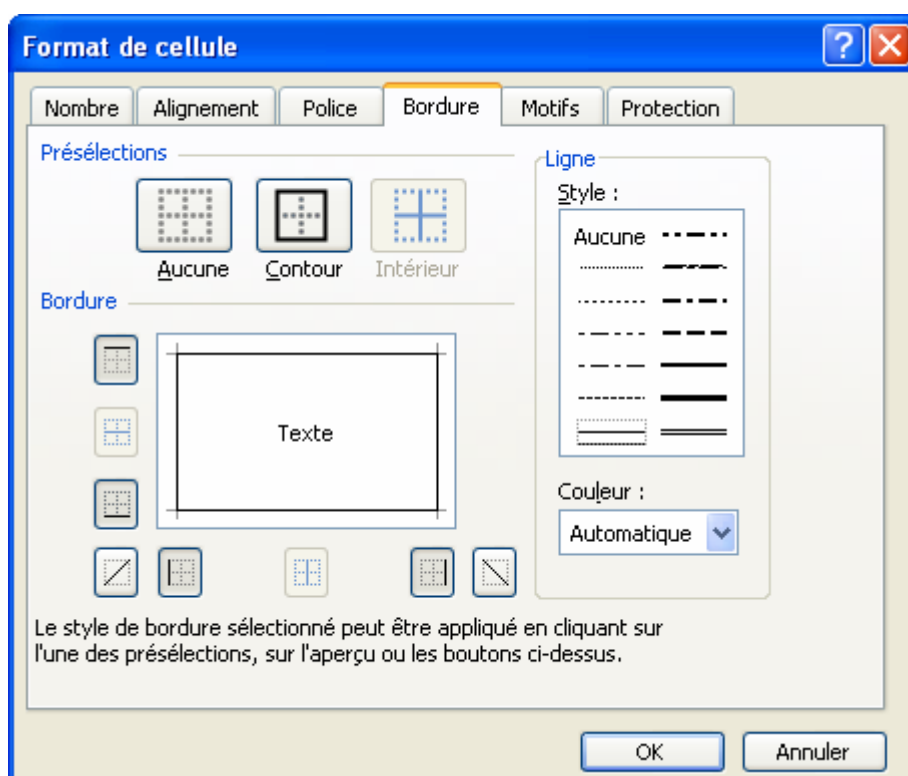 Format de cellule
Nombre Alignement Police Bordure Motifs Protection
Présélections
Aucune Contour Intérieur
Bordure
Texte
Ligne
Style :
Aucune
Couleur :
Automatique
Le style de bordure sélectionné peut être appliqué en cliquant sur
l'une des présélections, sur l'aperçu ou les boutons ci-dessus.
OK Annuler